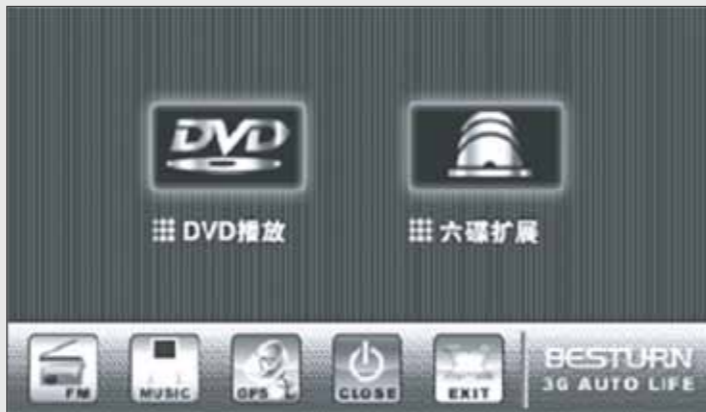 DVD
DVD播放
六碟扩展
FM
MUSIC
GPS
CLOSE
EXIT
BESTURN
3G AUTO LIFE